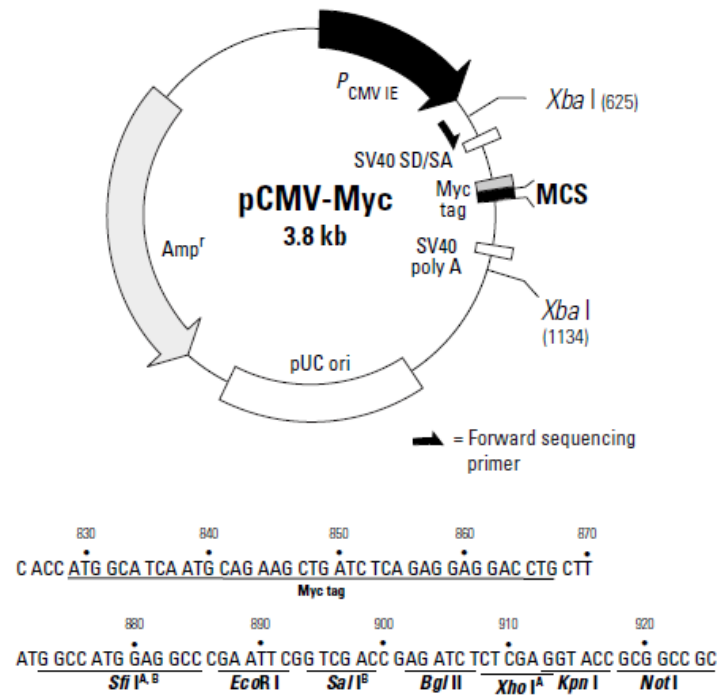 P CMV IE
Xba I (625)
SV40 SD/SA
Myc
tag
MCS
pCMV-Myc
3.8 kb
Ampr
SV40
poly A
Xba I
(1134)
pUC ori
= Forward sequencing
primer
830 840 850 860 870
C ACC ATG GCA TCA ATG CAG AAG CTG ATC TCA GAG GAG GAC CTG CTT
Myc tag
880 890 900 910 920
ATG GCC ATG GAG GCC CGA ATT CGG TCG ACC GAG ATC TCT CGA GGT ACC GCG GCC GC
Sfi I A, B EcoR I Sal I B Bgl II Xho I A Kpn I Not I